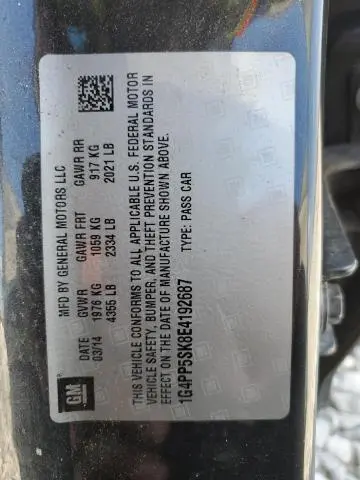 GM
MFD BY GENERAL MOTORS LLC
DATE GVWR GAWR FRT GAWR RR
03/14 1976 KG 1059 KG 917 KG
4355 LB 2334 LB 2021 LB
THIS VEHICLE CONFORMS TO ALL APPLICABLE U.S. FEDERAL MOTOR
VEHICLE SAFETY, BUMPER, AND THEFT PREVENTION STANDARDS IN
EFFECT ON THE DATE OF MANUFACTURE SHOWN ABOVE.
1G4PP5SK8E4192687 TYPE: PASS CAR